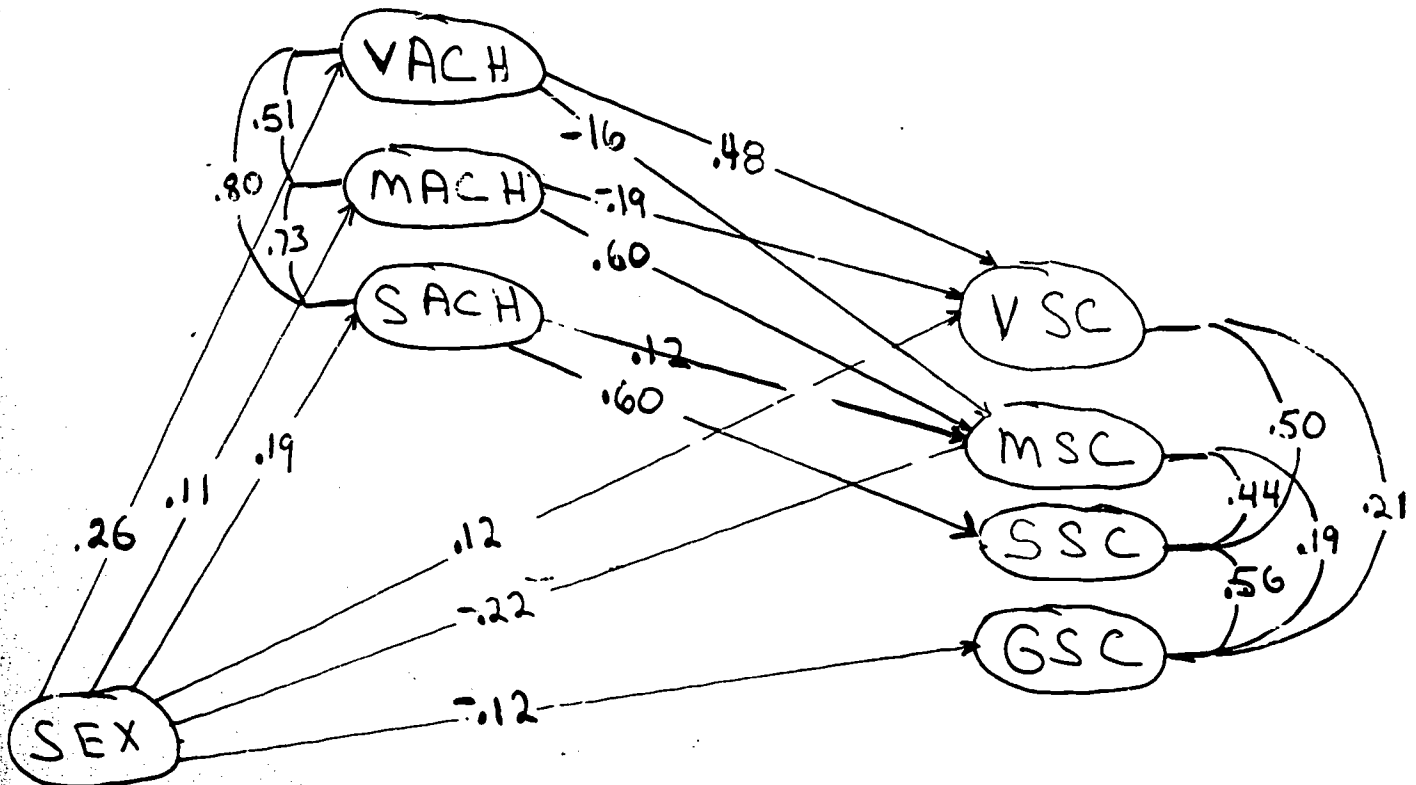 VACH
.51
-.16
.48
.80
MACH
-.19
.73
.60
SACH
.12
.60
VSC
.50
MSC
.44
.21
.19
.26
.11
.19
.12
SSC
.56
-.22
GSC
-.12
SEX